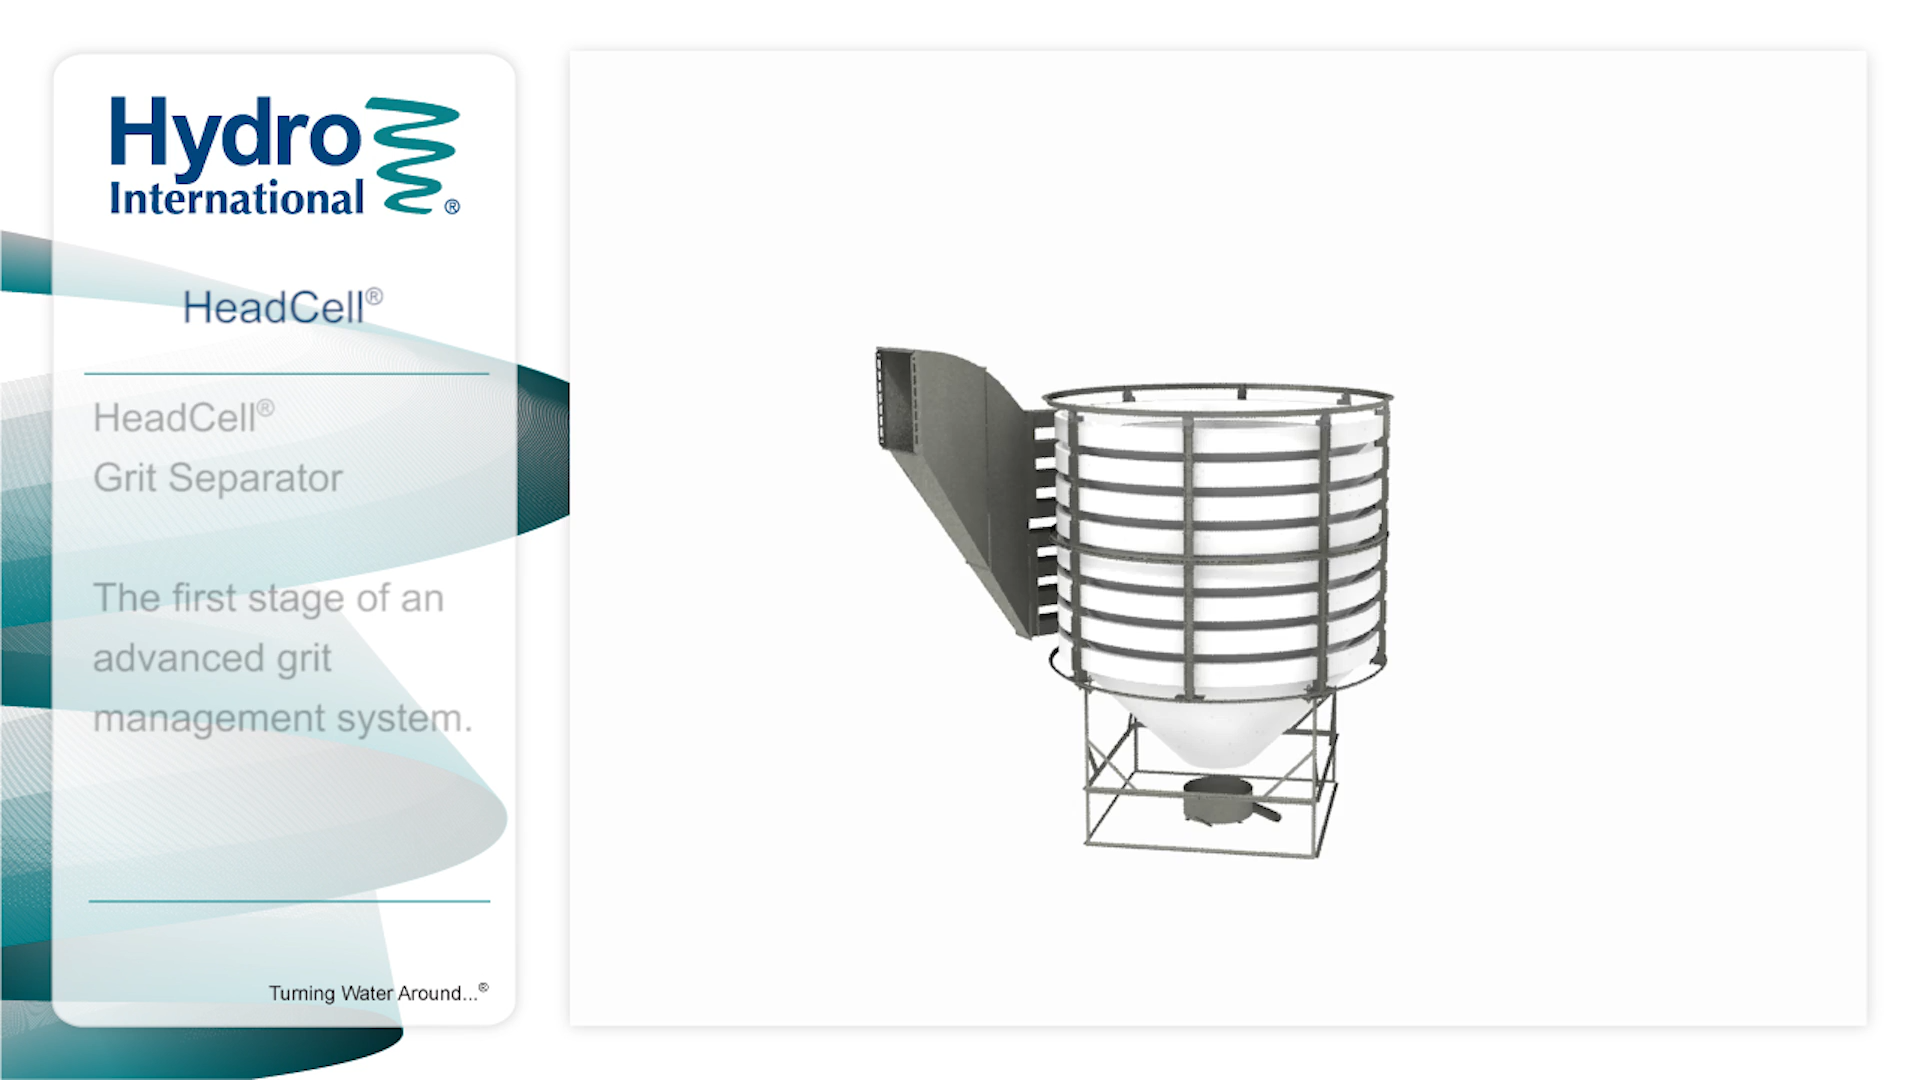 Hydro
International ®
HeadCell®
HeadCell®
Grit Separator
The first stage of an
advanced grit
management system.
Turning Water Around...®